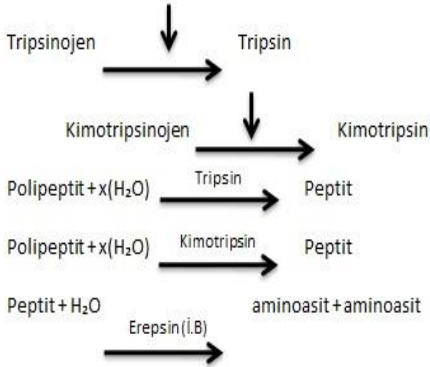 Tripsinojen Tripsin
Kimotripsinojen Kimotripsin
Polipeptit+x(H₂O) Tripsin Peptit
Polipeptit+x(H₂O) Kimotripsin Peptit
Peptit+H₂O aminoasit+aminoasit
Erepsin(İ.B)